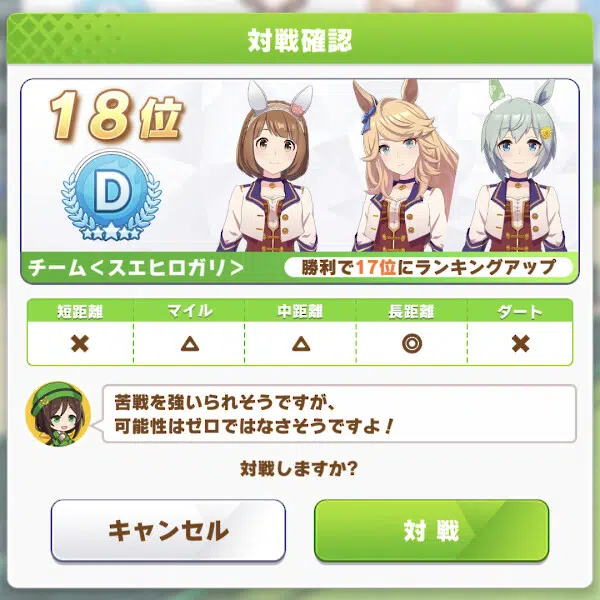 対戦確認
18位
D
チーム<スエヒロガリ>
勝利で17位にランキングアップ
短距離 マイル 中距離 長距離 ダート
✖ △ △ ◎ ✖
苦戦を強いられそうですが、
可能性はゼロではなさそうですよ!
対戦しますか?
キャンセル
対戦